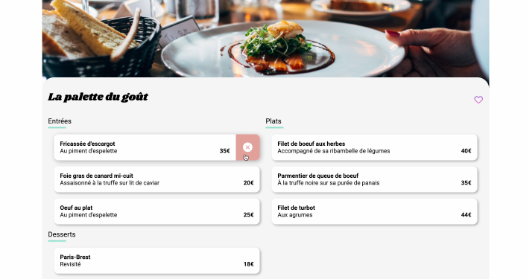 La palette du goût
Entrées
Fricassée d'escargot
Au piment d'espelette
35€
Foie gras de canard mi-cuit
Assaisonné à la truffe sur lit de caviar
20€
Oeuf au plat
Au piment d'espelette
25€
Desserts
Paris-Brest
Revisité
18€
Plats
Filet de boeuf aux herbes
Accompagné de sa ribambelle de légumes
40€
Parmentier de queue de boeuf
À la truffe noire sur sa purée de panais
35€
Filet de turbot
Aux agrumes
44€